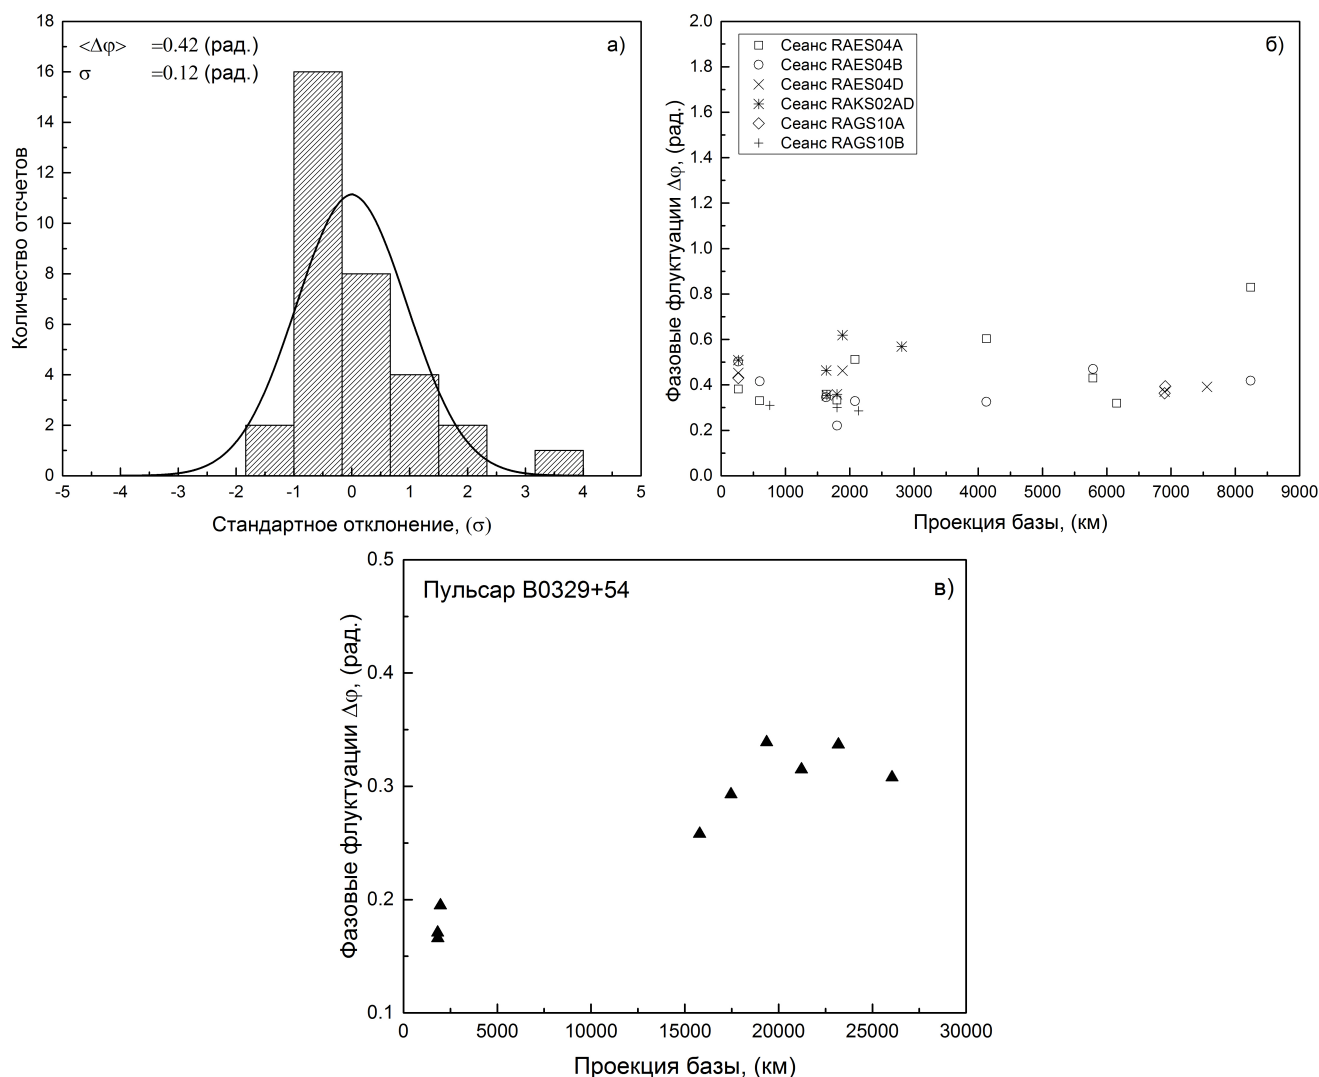 <Δφ> =0.42 (рад.)
σ =0.12 (рад.)
а)
Количество отсчетов
18
16
14
12
10
8
6
4
2
0
-5 -4 -3 -2 -1 0 1 2 3 4 5
Стандартное отклонение, (σ)
б)
Сеанс RAES04A
Сеанс RAES04B
Сеанс RAES04D
Сеанс RAKS02AD
Сеанс RAGS10A
Сеанс RAGS10B
Фазовые флуктуации Δφ, (рад.)
2.0
1.8
1.6
1.4
1.2
1.0
0.8
0.6
0.4
0.2
0.0
0 1000 2000 3000 4000 5000 6000 7000 8000 9000
Проекция базы, (км)
Пульсар B0329+54
в)
Фазовые флуктуации Δφ, (рад.)
0.5
0.4
0.3
0.2
0.1
0 5000 10000 15000 20000 25000 30000
Проекция базы, (км)